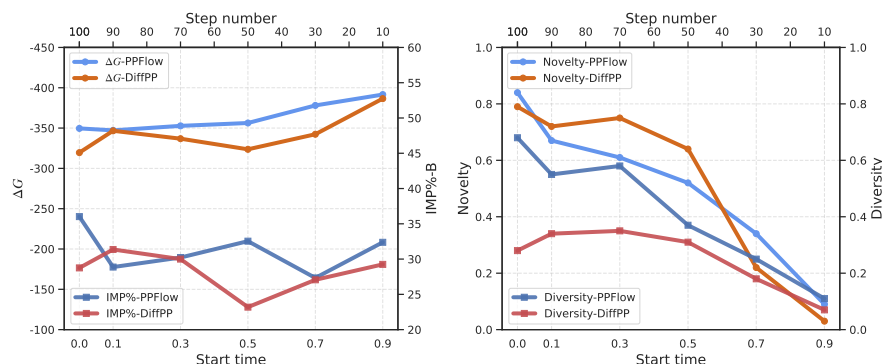 Step number
100 90 80 70 60 50 40 30 20 10
-450
-400
-350
-300
-250
-200
-150
-100
ΔG
60
55
50
45
40
35
30
25
20
IMP%-B
ΔG-PPFlow
ΔG-DiffPP
IMP%-PPFlow
IMP%-DiffPP
0.0 0.1 0.3 0.5 0.7 0.9
Start time
Step number
100 90 80 70 60 50 40 30 20 10
1.0
0.8
0.6
0.4
0.2
0.0
Novelty
1.0
0.8
0.6
0.4
0.2
0.0
Diversity
Novelty-PPFlow
Novelty-DiffPP
Diversity-PPFlow
Diversity-DiffPP
0.0 0.1 0.3 0.5 0.7 0.9
Start time